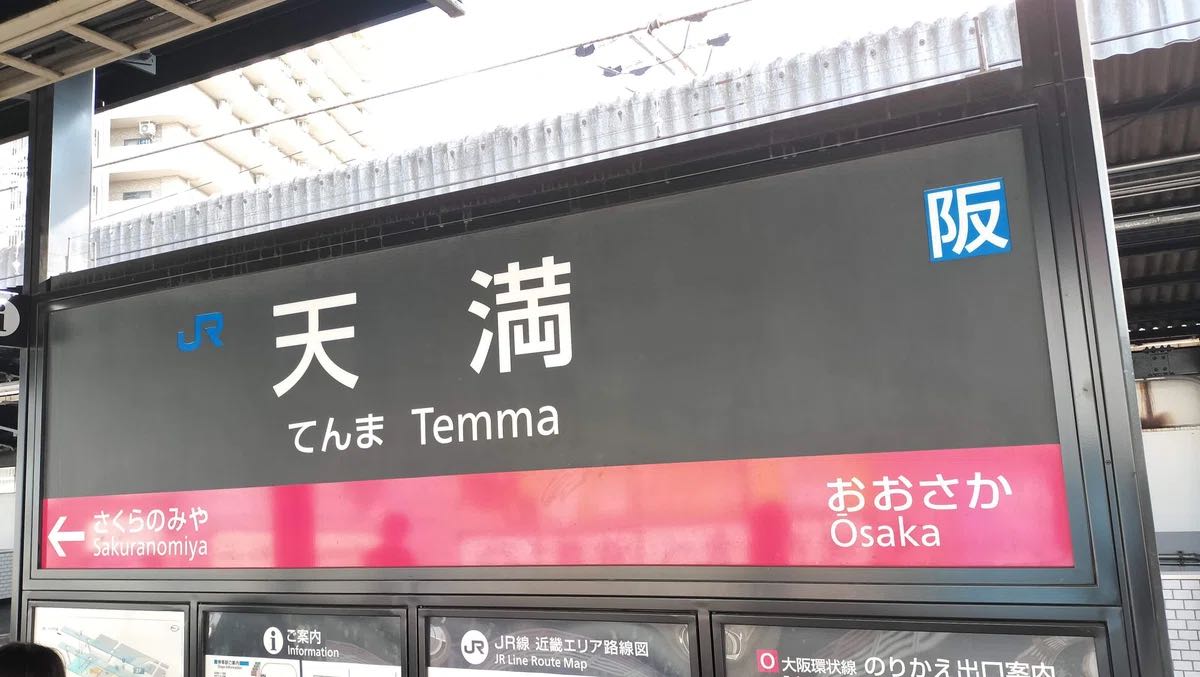 阪
JR 天満
てんま Temma
さくらのみや
Sakuranomiya
おおさか
Ōsaka
ご案内
Information
JR線 近畿エリア路線図
JR Line Route Map
O 大阪環状線 のりかえ出口案内